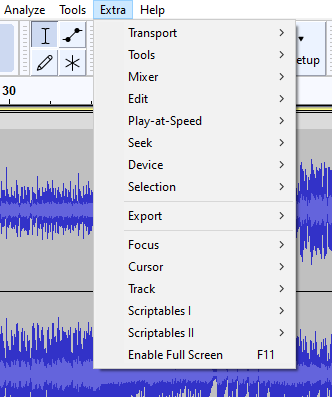 Analyze Tools Extra Help
etup
30
Transport
Tools
Mixer
Edit
Play-at-Speed
Seek
Device
Selection
Export
Focus
Cursor
Track
Scriptables I
Scriptables II
Enable Full Screen F11